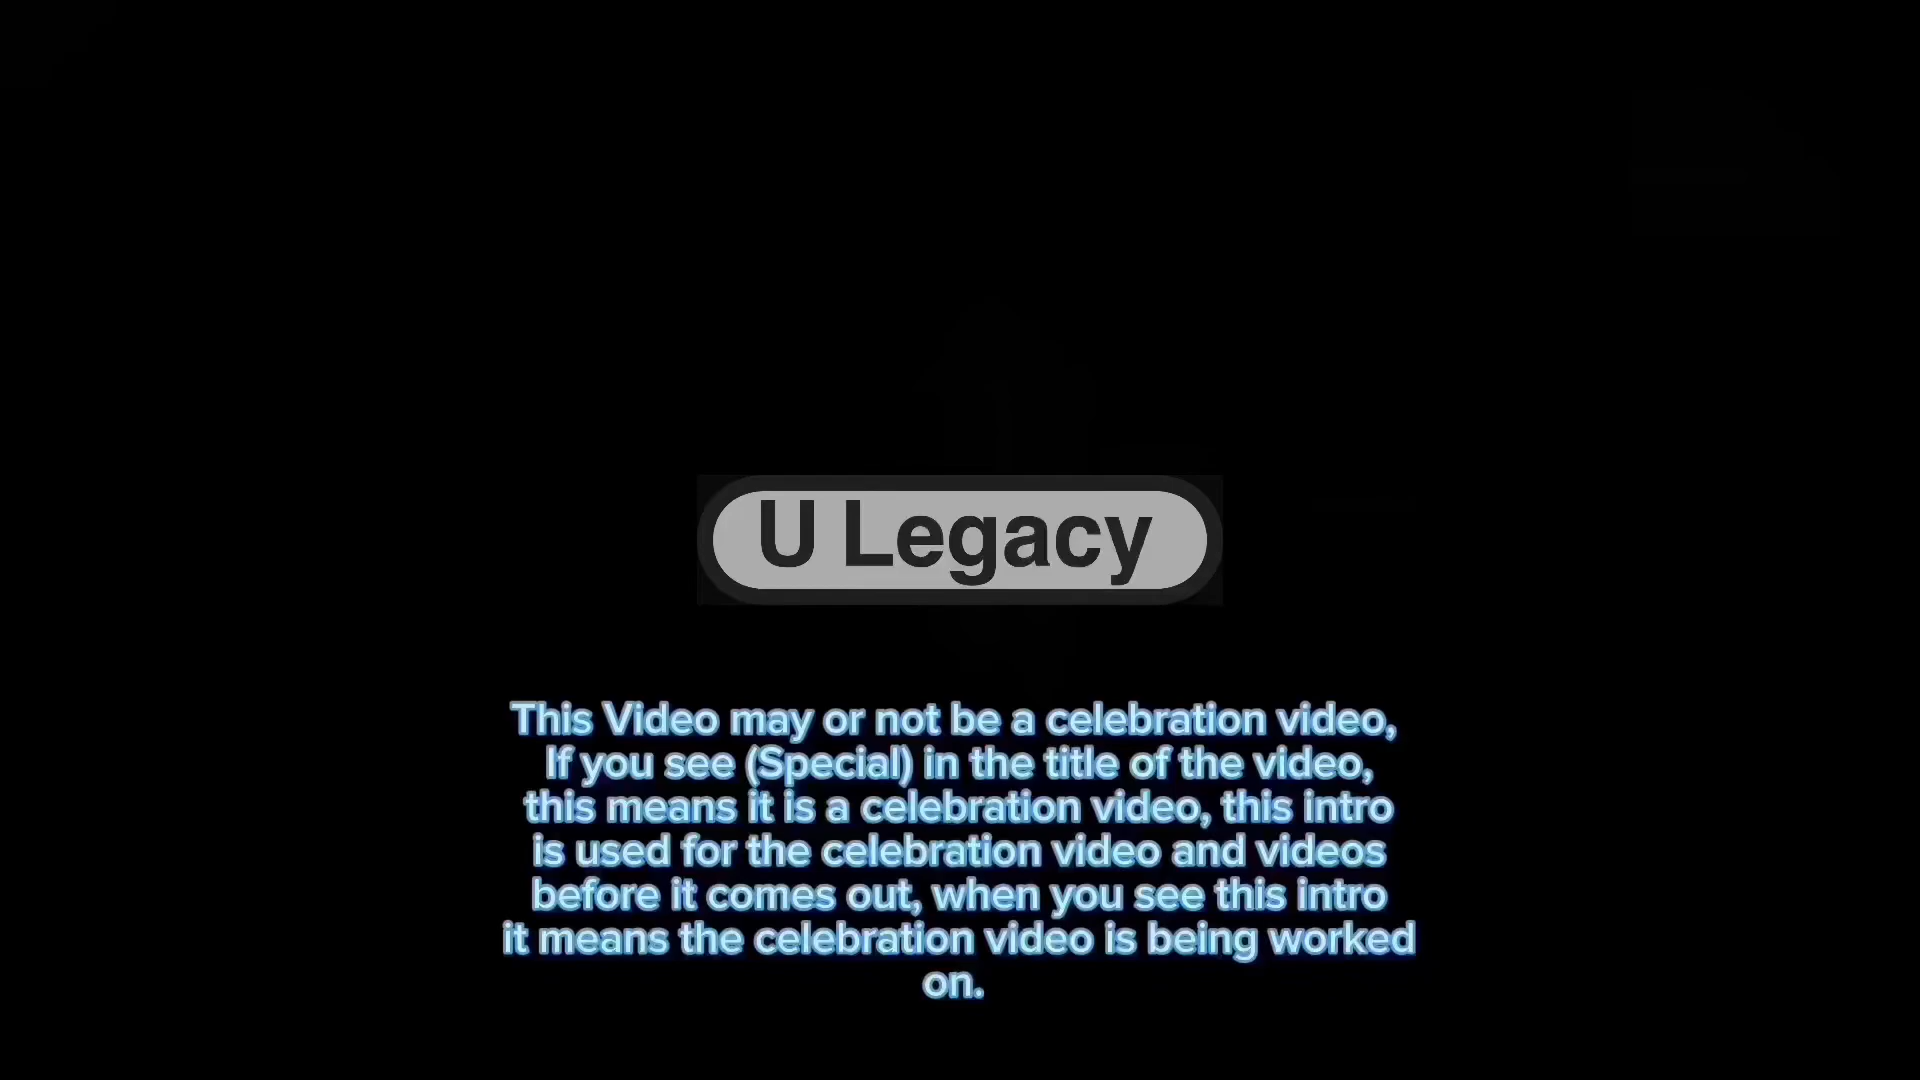 U Legacy
This Video may or not be a celebration video,
If you see (Special) in the title of the video,
this means it is a celebration video, this intro
is used for the celebration video and videos
before it comes out, when you see this intro
it means the celebration video is being worked
on.